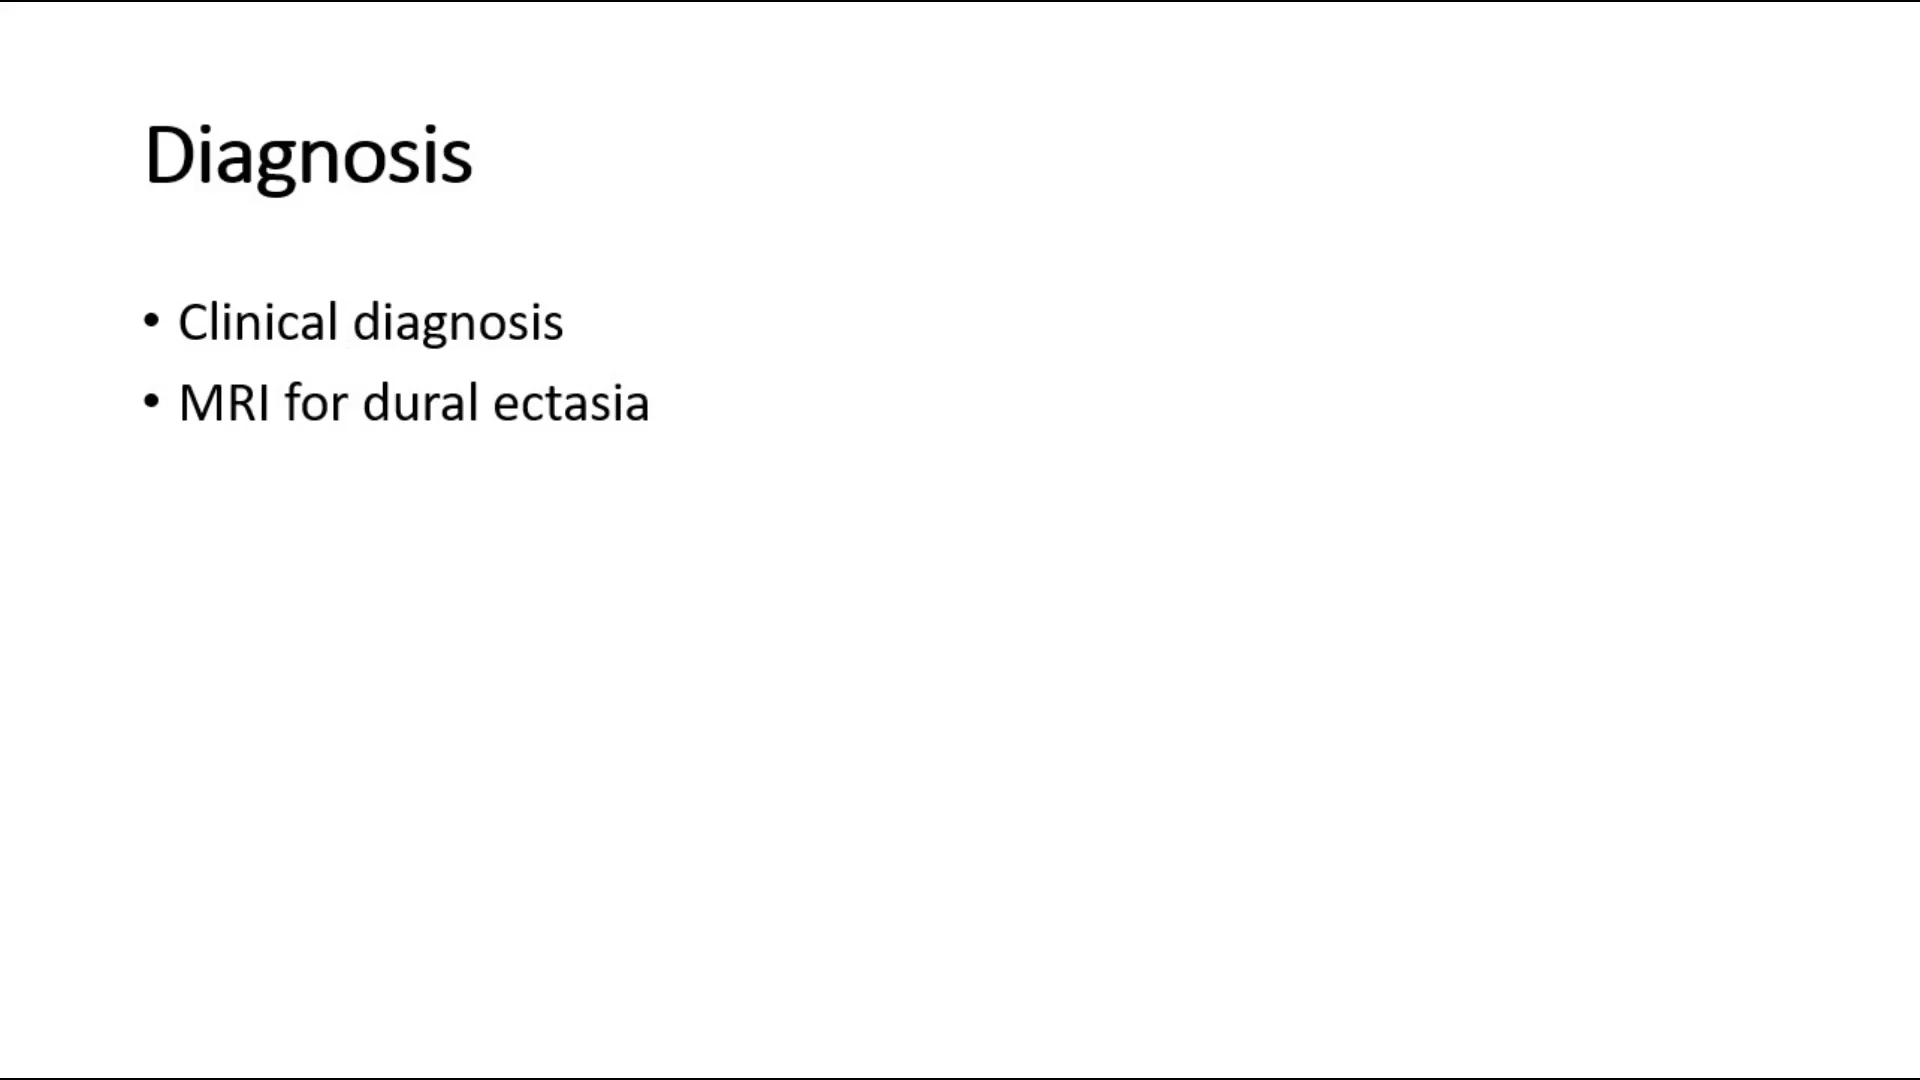 Diagnosis
• Clinical diagnosis
• MRI for dural ectasia